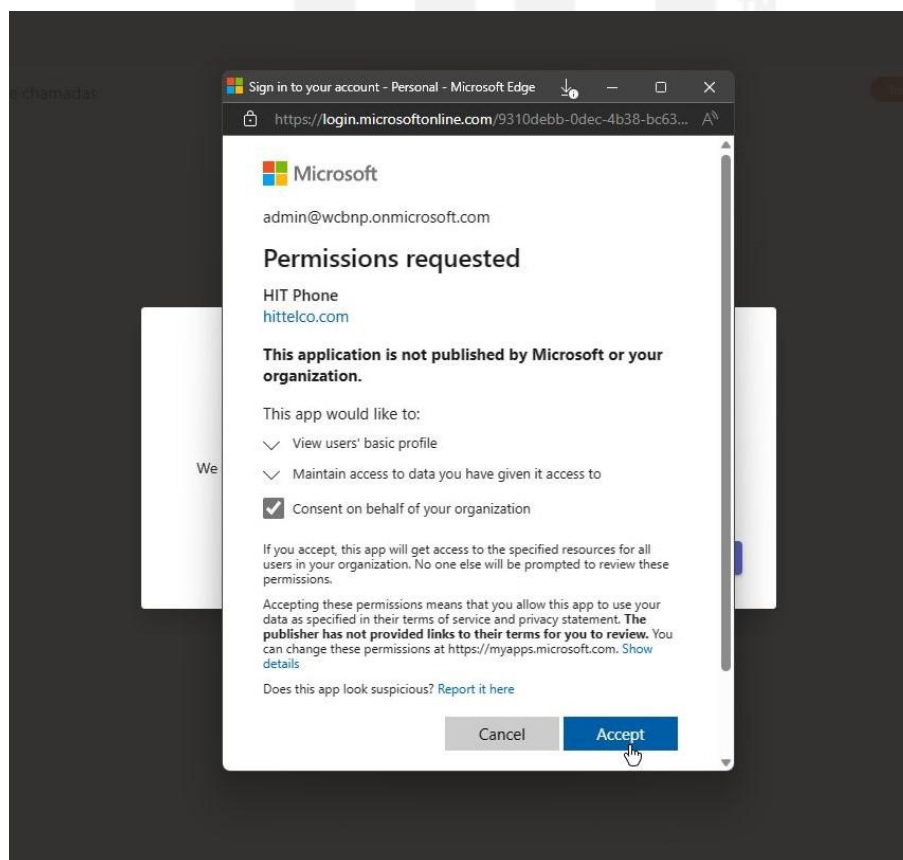 TM
e chamadas
Sign in to your account - Personal - Microsoft Edge
https://login.microsoftonline.com/9310debb-0dec-4b38-bc63...
Microsoft
admin@wcbnp.onmicrosoft.com
Permissions requested
HIT Phone
hittelco.com
This application is not published by Microsoft or your
organization.
This app would like to:
View users' basic profile
We
Maintain access to data you have given it access to
Consent on behalf of your organization
If you accept, this app will get access to the specified resources for all
users in your organization. No one else will be prompted to review these
permissions.
Accepting these permissions means that you allow this app to use your
data as specified in their terms of service and privacy statement. The
publisher has not provided links to their terms for you to review. You
can change these permissions at https://myapps.microsoft.com. Show
details
Does this app look suspicious? Report it here
Cancel
Accept